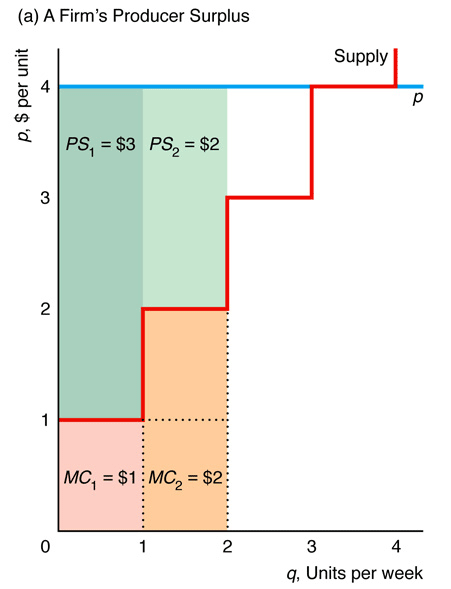 (a) A Firm's Producer Surplus
p, $ per unit
Supply
4
p
PS₁ = $3 PS₂ = $2
3
2
1
MC₁ = $1 MC₂ = $2
0 1 2 3 4
q, Units per week